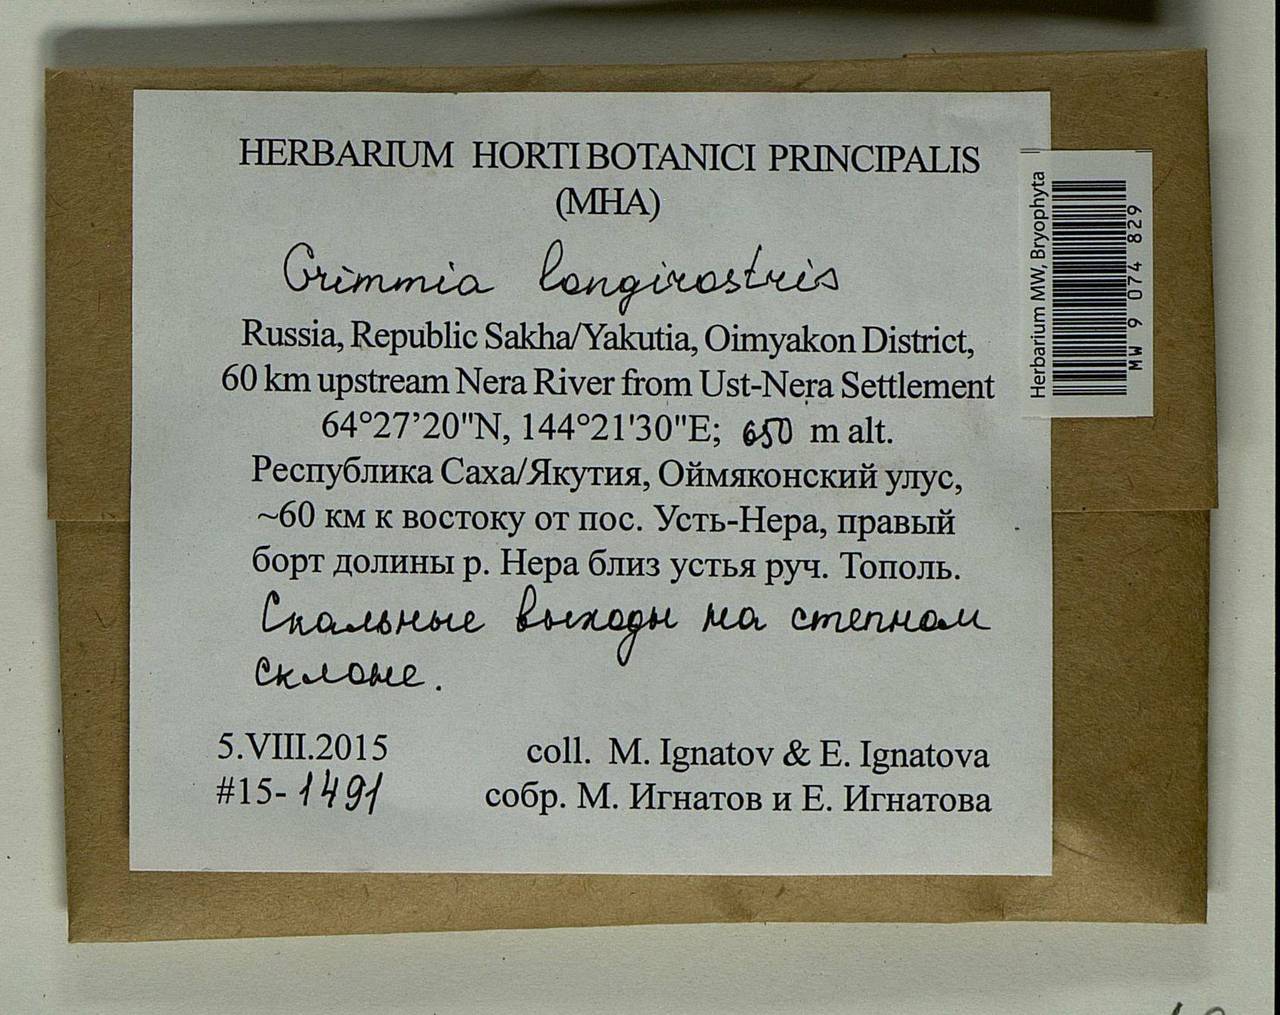 HERBARIUM HORTI BOTANICI PRINCIPALIS
(MHA)
Grimmia longirostris
Russia, Republic Sakha/Yakutia, Oimyakon District,
60 km upstream Nera River from Ust-Nera Settlement
64°27’20"N, 144°21'30"E; 650 m alt.
Республика Саха/Якутия, Оймяконский улус,
~60 км к востоку от пос. Усть-Нера, правый
борт долины р. Нера близ устья руч. Тополь.
Скальные выходы на степном
склоне.
5.VIII.2015 coll. M. Ignatov & E. Ignatova
#15-1491 собр. М. Игнатов и Е. Игнатова
Herbarium MW, Bryophyta
MW 9 074 829